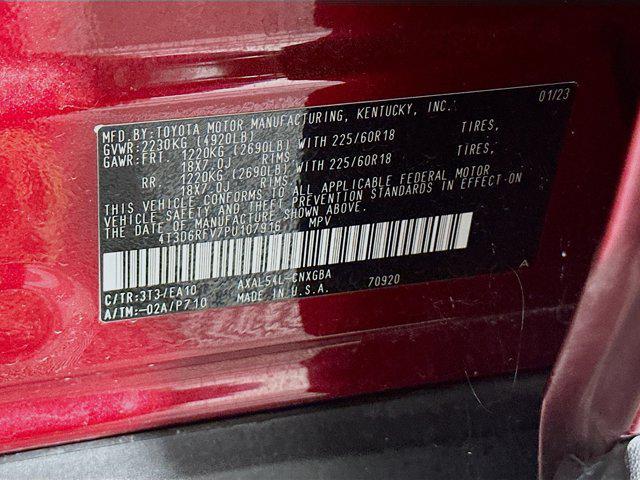 MFD.BY:TOYOTA MOTOR MANUFACTURING, KENTUCKY, INC. 01/23
GVWR:2230KG (4920LB)
GAWR:FRT. 1220KG (2690LB) WITH 225/60R18 TIRES,
18X7.0J RIMS.
RR. 1220KG (2690LB) WITH 225/60R18 TIRES,
18X7.0J RIMS.
THIS VEHICLE CONFORMS TO ALL APPLICABLE FEDERAL MOTOR
VEHICLE SAFETY AND THEFT PREVENTION STANDARDS IN EFFECT ON
THE DATE OF MANUFACTURE SHOWN ABOVE.
4T3D6RFV7PU107916 MPV
C/TR:3T3-/EA10 AXAL54L-CNXGBA 70920 A
A/TM:-02A/P710 MADE IN U.S.A.